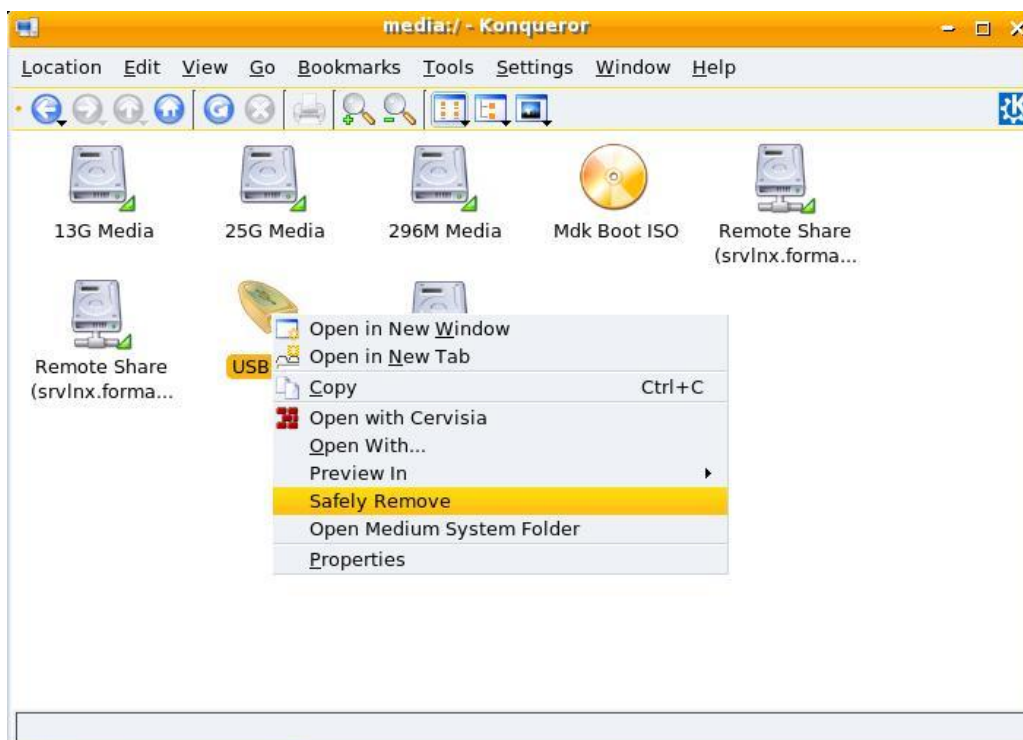 media:/ - Konqueror
Location Edit View Go Bookmarks Tools Settings Window Help
13G Media 25G Media 296M Media Mdk Boot ISO Remote Share
(srvlnx.forma...
Remote Share
(srvlnx.forma...
USB
Open in New Window
Open in New Tab
Copy Ctrl+C
Open with Cervisia
Open With...
Preview In
Safely Remove
Open Medium System Folder
Properties